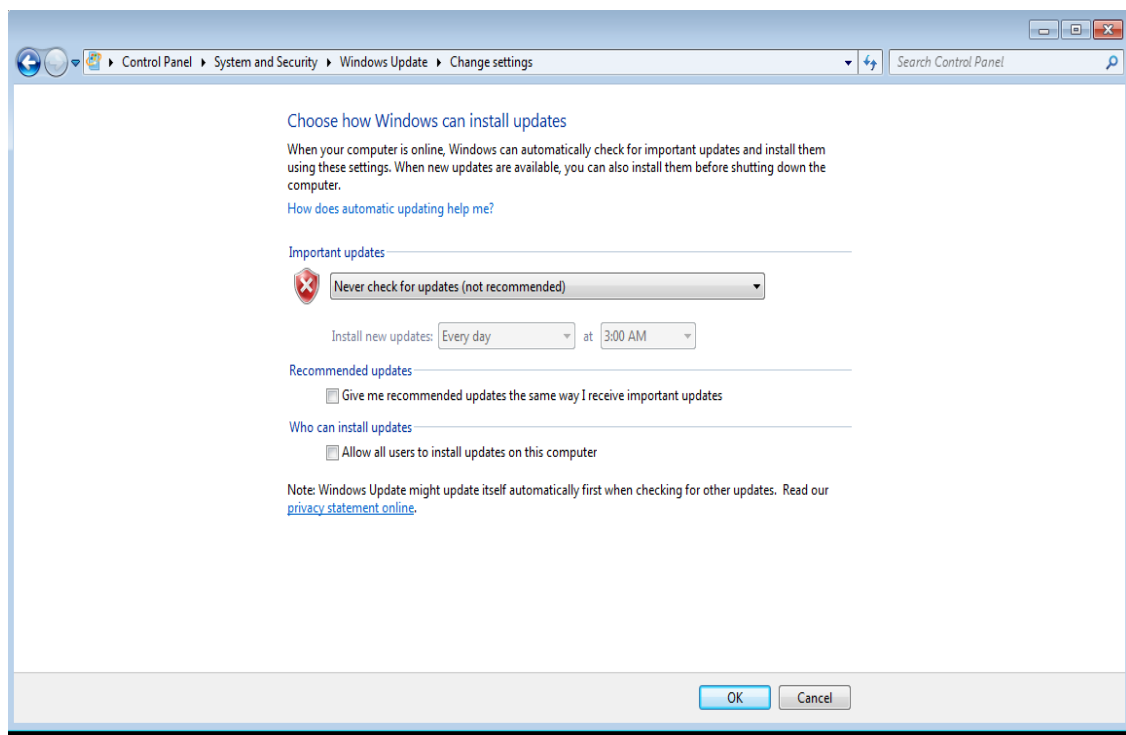 Control Panel System and Security Windows Update Change settings Search Control Panel
Choose how Windows can install updates
When your computer is online, Windows can automatically check for important updates and install them
using these settings. When new updates are available, you can also install them before shutting down the
computer.
How does automatic updating help me?
Important updates
Never check for updates (not recommended)
Install new updates: Every day at 3:00 AM
Recommended updates
Give me recommended updates the same way I receive important updates
Who can install updates
Allow all users to install updates on this computer
Note: Windows Update might update itself automatically first when checking for other updates. Read our
privacy statement online.
OK Cancel